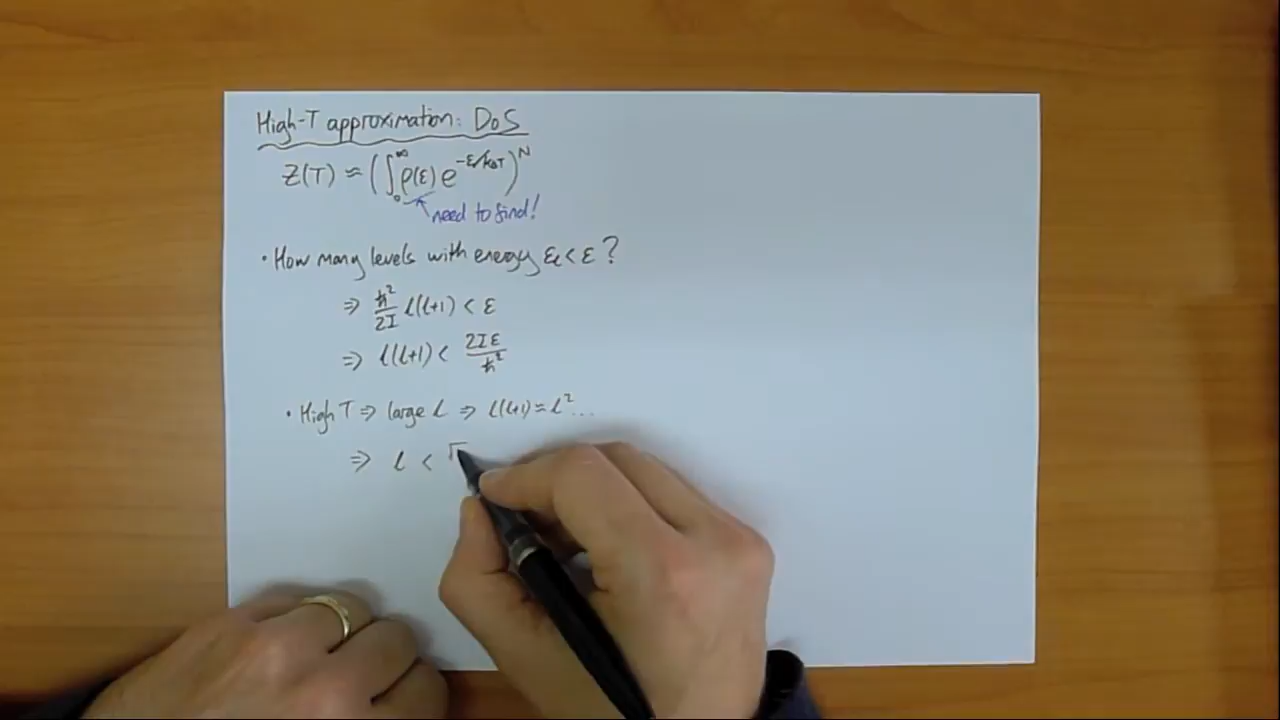 High-T approximation: DoS
Z(T) ≈ (∫₀^∞ ρ(ε) e^{-ε/k_BT})^N
need to find!
• How many levels with energy ε_ℓ < ε ?
⇒ ħ²/2I ℓ(ℓ+1) < ε
⇒ ℓ(ℓ+1) < 2Iε/ħ²
• High T ⇒ large ℓ ⇒ ℓ(ℓ+1) ≈ ℓ² ...
⇒ ℓ < √